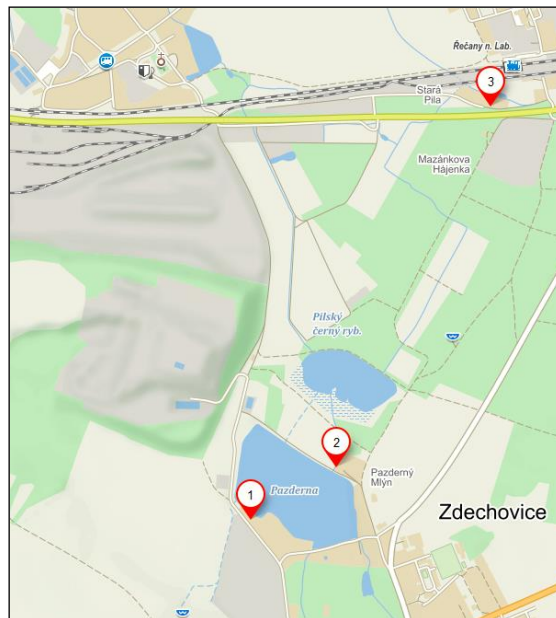 Řečany n. Lab.
3
Stará
Pila
Mazánkova
Hájenka
Pilský
černý ryb.
2
Pazderný
Mlýn
1
Pazderna
Zdechovice